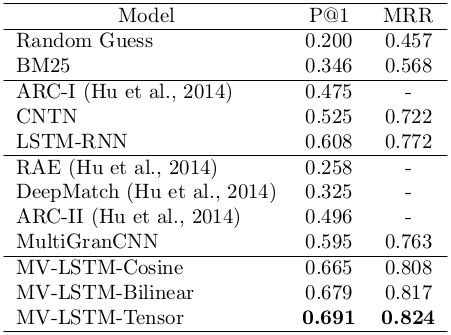 Model P@1 MRR
Random Guess 0.200 0.457
BM25 0.346 0.568
ARC-I (Hu et al., 2014) 0.475 -
CNTN 0.525 0.722
LSTM-RNN 0.608 0.772
RAE (Hu et al., 2014) 0.258 -
DeepMatch (Hu et al., 2014) 0.325 -
ARC-II (Hu et al., 2014) 0.496 -
MultiGranCNN 0.595 0.763
MV-LSTM-Cosine 0.665 0.808
MV-LSTM-Bilinear 0.679 0.817
MV-LSTM-Tensor 0.691 0.824